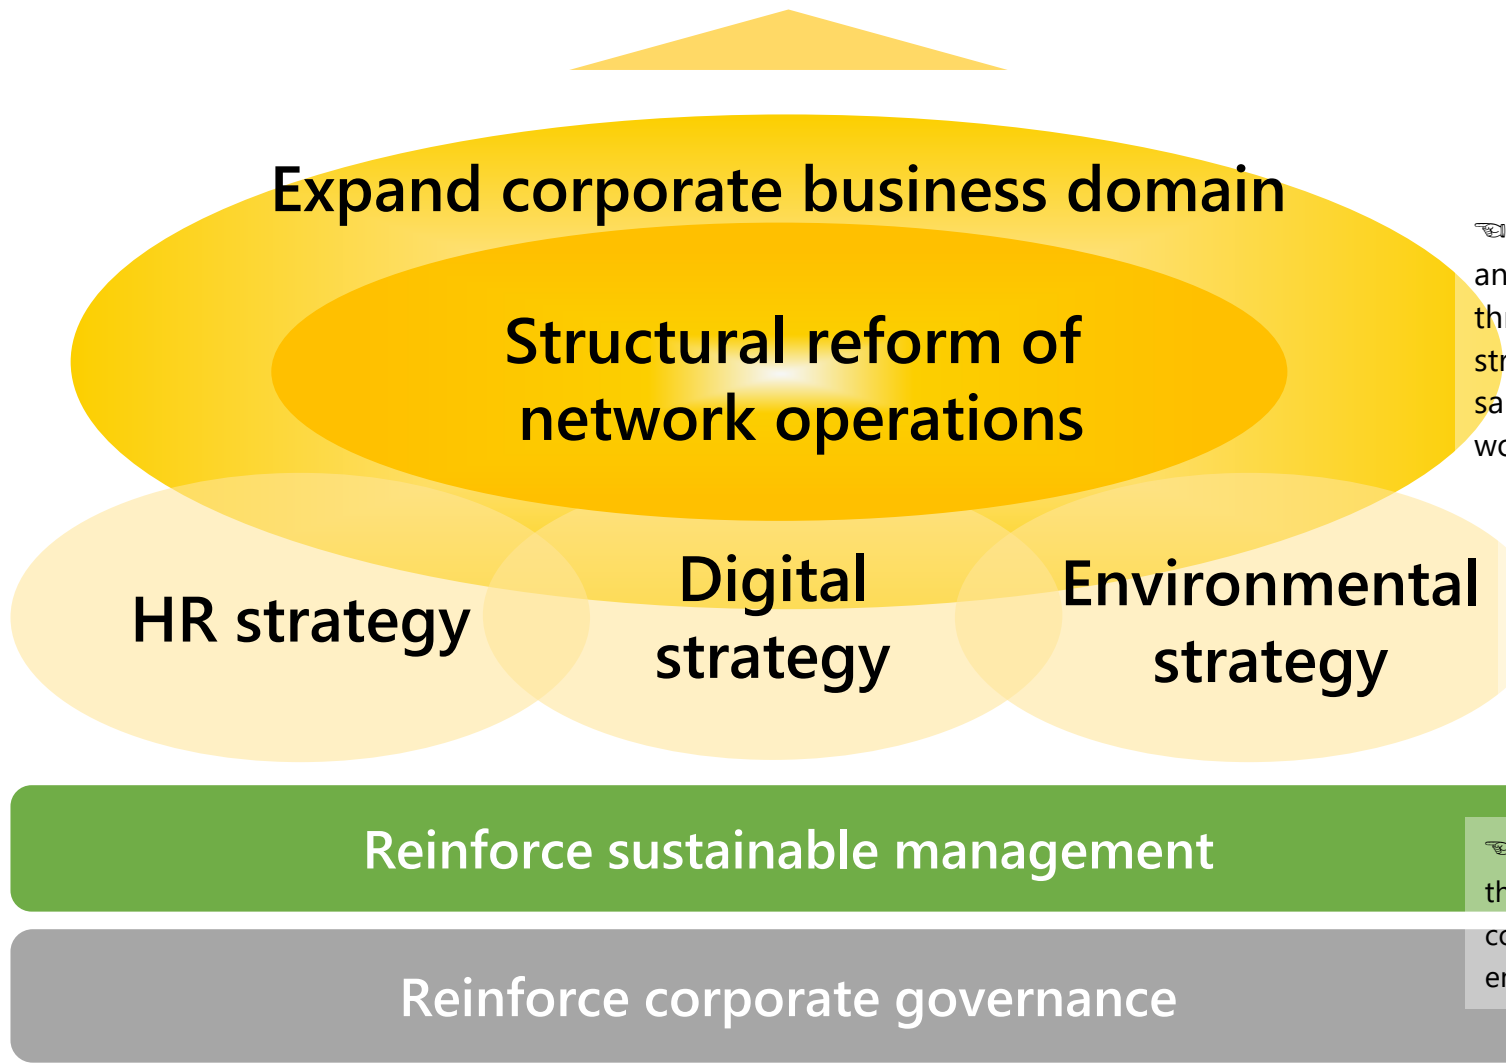 Expand corporate business domain
Structural reform of
network operations
HR strategy
Digital
strategy
Environmental
strategy
Reinforce sustainable management
Reinforce corporate governance